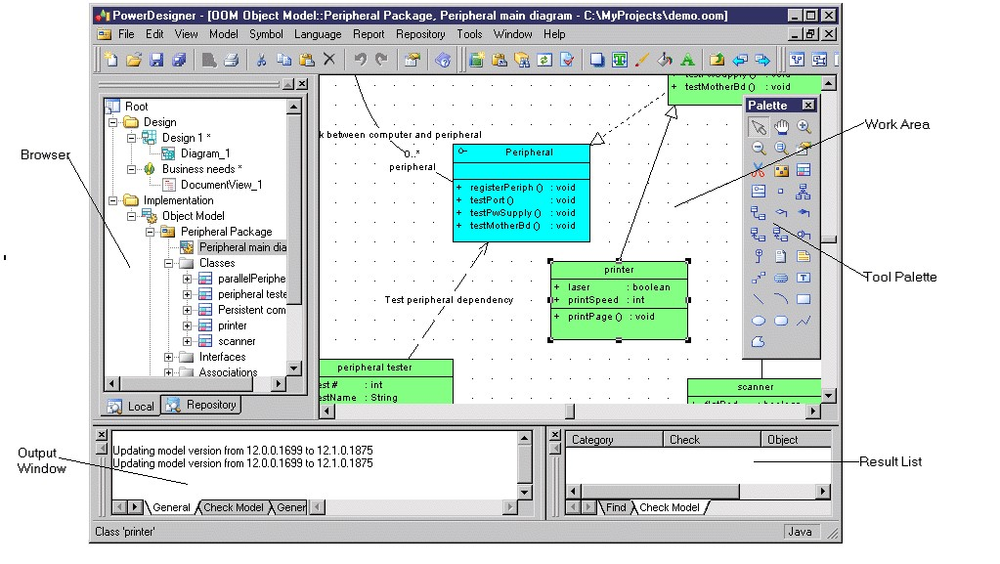 PowerDesigner - [OOM Object Model::Peripheral Package, Peripheral main diagram - C:\MyProjects\demo.oom]
File Edit View Model Symbol Language Report Repository Tools Window Help
Root
Design
Design 1 *
Diagram_1
Business needs *
DocumentView_1
Implementation
Object Model
Peripheral Package
Peripheral main dia
Classes
parallelPeriphe
peripheral teste
Persistent com
printer
scanner
Interfaces
Associations
Local Repository
Browser
k between computer and peripheral
0..*
peripheral
Peripheral
+ registerPeriph () : void
+ testPort () : void
+ testPwSupply () : void
+ testMotherBd () : void
+ testPwSupply () : void
+ testMotherBd () : void
printer
+ laser : boolean
+ printSpeed : int
+ printPage () : void
Test peripheral dependency
peripheral tester
est # : int
estName : String
scanner
Palette
Work Area
Tool Palette
Output
Window
Updating model version from 12.0.0.1699 to 12.1.0.1875
Updating model version from 12.0.0.1699 to 12.1.0.1875
General Check Model Gener
Category Check Object
Find Check Model
Result List
Class 'printer'
Java